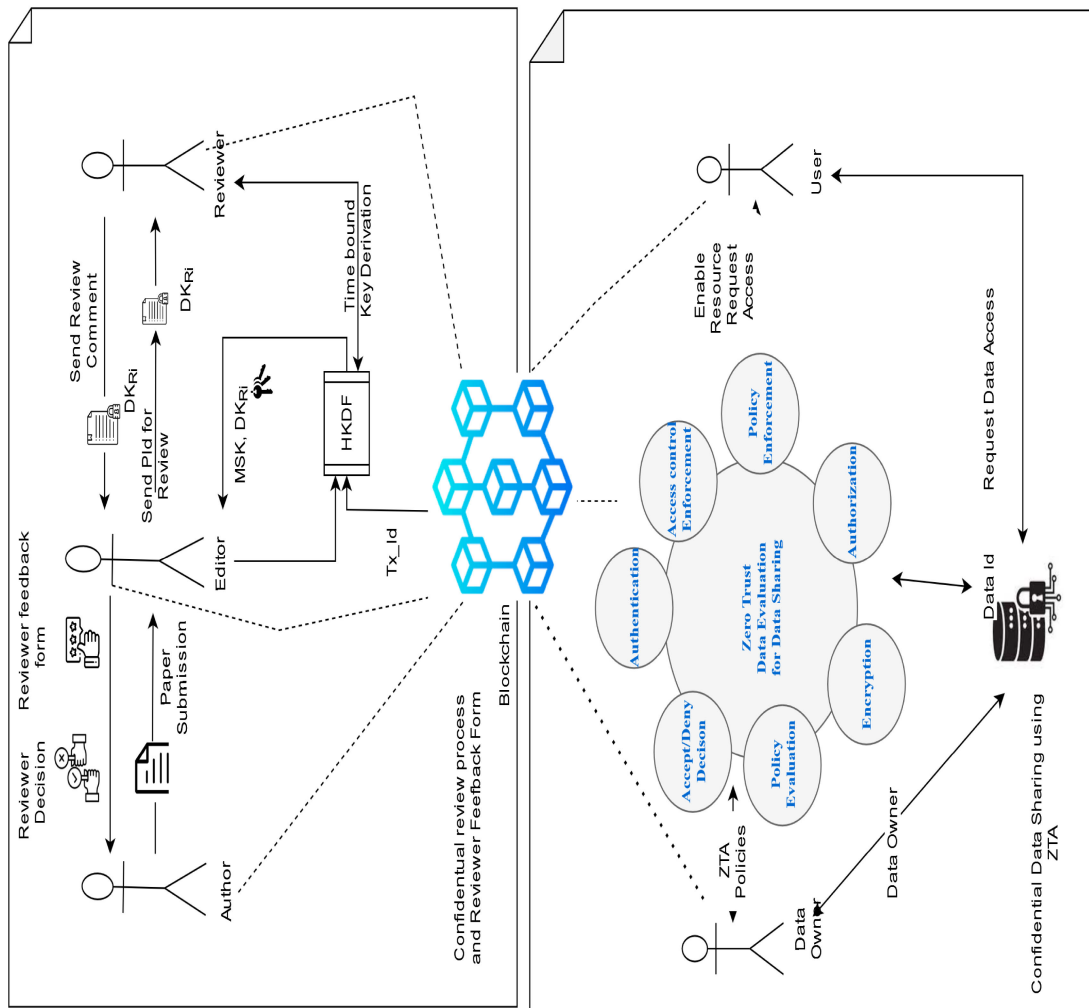 Reviewer
Decision
Reviewer feedback
form
Send Review
Comment
DKRi
Send PId for
Review
DKRi
Paper
Submission
Author
Editor
Reviewer
MSK, DKRi
Time bound
Key Derivation
HKDF
Tx_Id
Confidentual review process
and Reviewer Feefback Form
Blockchain
Enable
Resource
Request
Access
User
Data
Owner
ZTA
Policies
Accept/Deny
Decison
Authentication
Access control
Enforcement
Policy
Enforcement
Authorization
Encryption
Policy
Evaluation
Zero Trust
Data Evaluation
for Data Sharing
Data Owner
Data Id
Request Data Access
Confidential Data Sharing using
ZTA